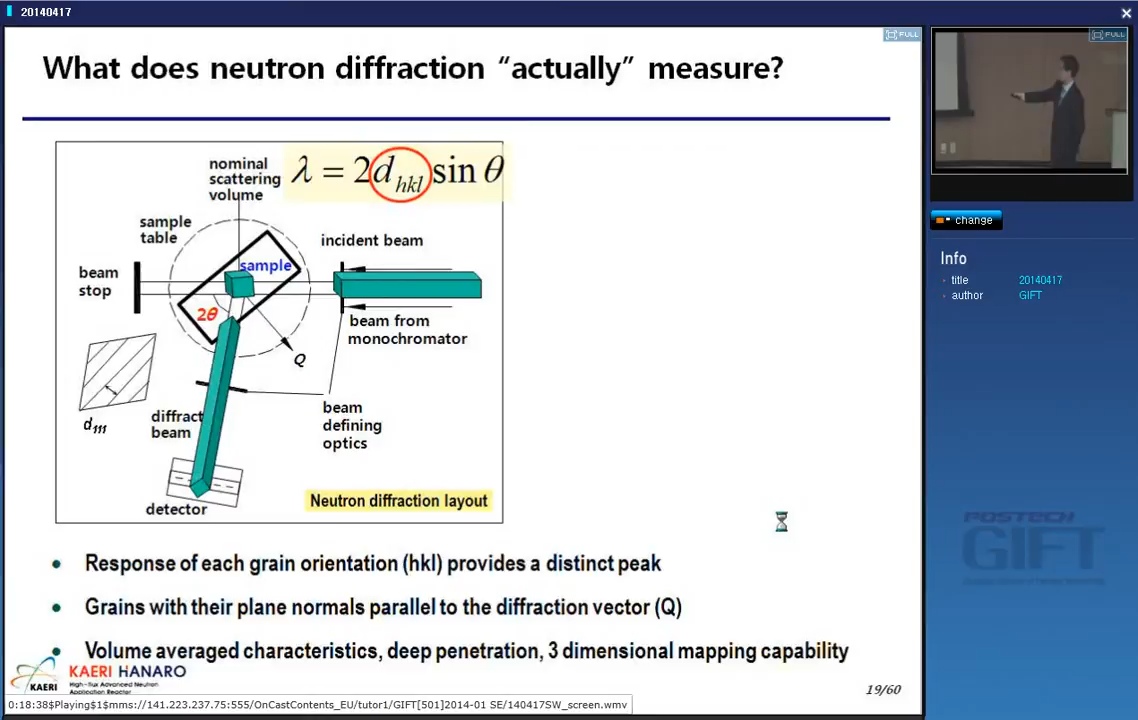 20140417
FULL
FULL
What does neutron diffraction “actually” measure?
λ = 2d hkl sin θ
nominal
scattering
volume
sample
table
incident beam
sample
beam
stop
2θ
beam from
monochromator
Q
d111
diffract
beam
beam
defining
optics
Neutron diffraction layout
detector
• Response of each grain orientation (hkl) provides a distinct peak
• Grains with their plane normals parallel to the diffraction vector (Q)
• Volume averaged characteristics, deep penetration, 3 dimensional mapping capability
KAERI
KAERI HANARO
High-flux Advanced Neutron
Application Reactor
19/60
0:18:38$Playing$1$mms://141.223.237.75:555/OnCastContents_EU/tutor1/GIFT[501]2014-01 SE/140417SW_screen.wmv
change
Info
title 20140417
author GIFT
POSTECH
GIFT